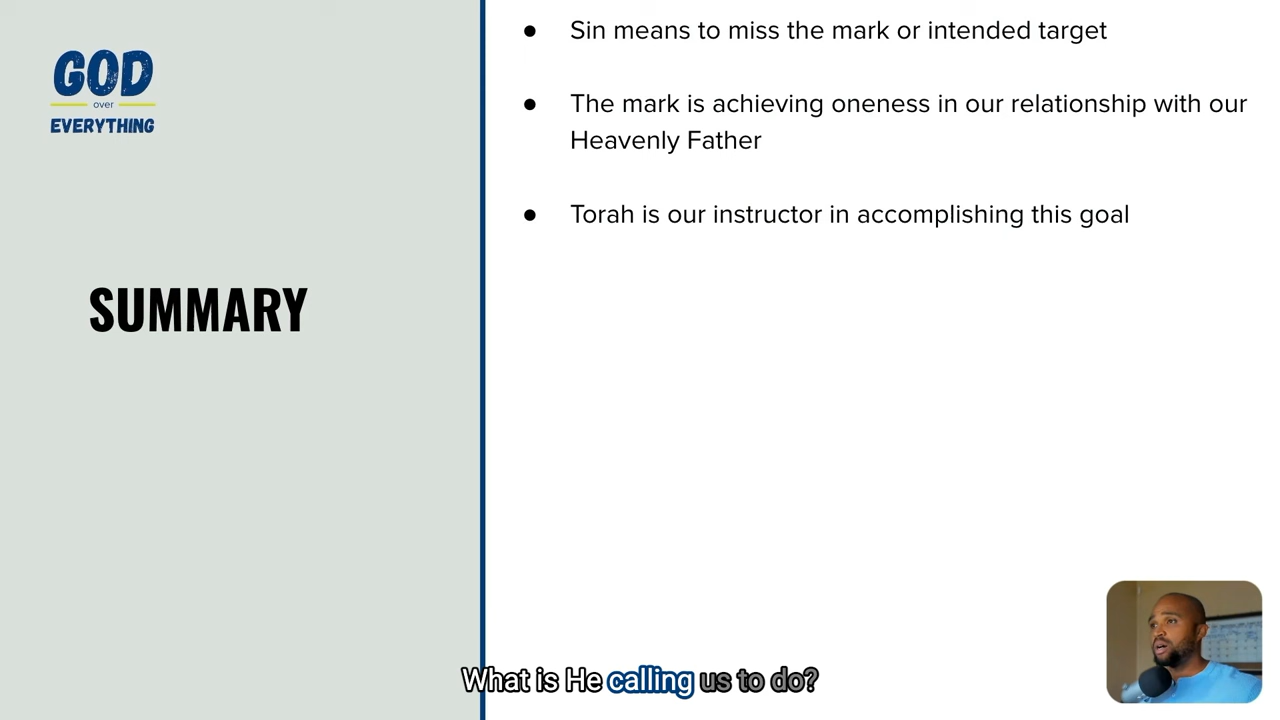 GOD
over
EVERYTHING
SUMMARY
● Sin means to miss the mark or intended target
● The mark is achieving oneness in our relationship with our
Heavenly Father
● Torah is our instructor in accomplishing this goal
What is He calling us to do?